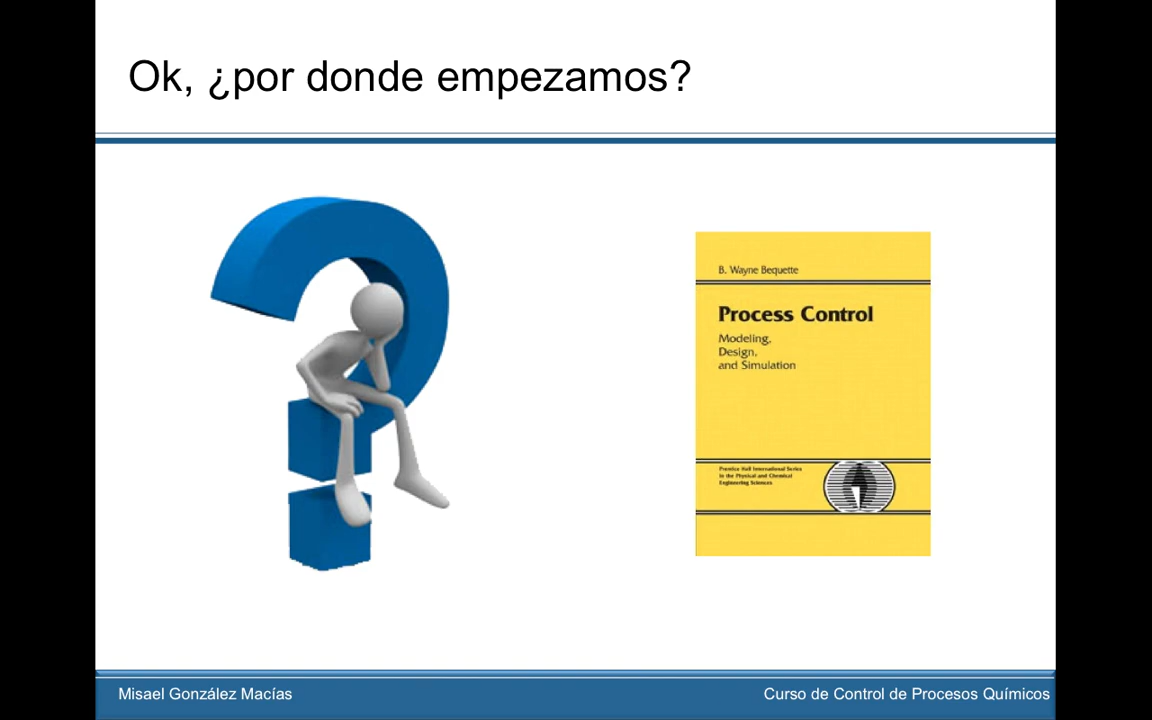 Ok, ¿por donde empezamos?
B. Wayne Bequette
Process Control
Modeling,
Design,
and Simulation
Prentice Hall International Series
in the Physical and Chemical
Engineering Sciences
Misael González Macías
Curso de Control de Procesos Químicos